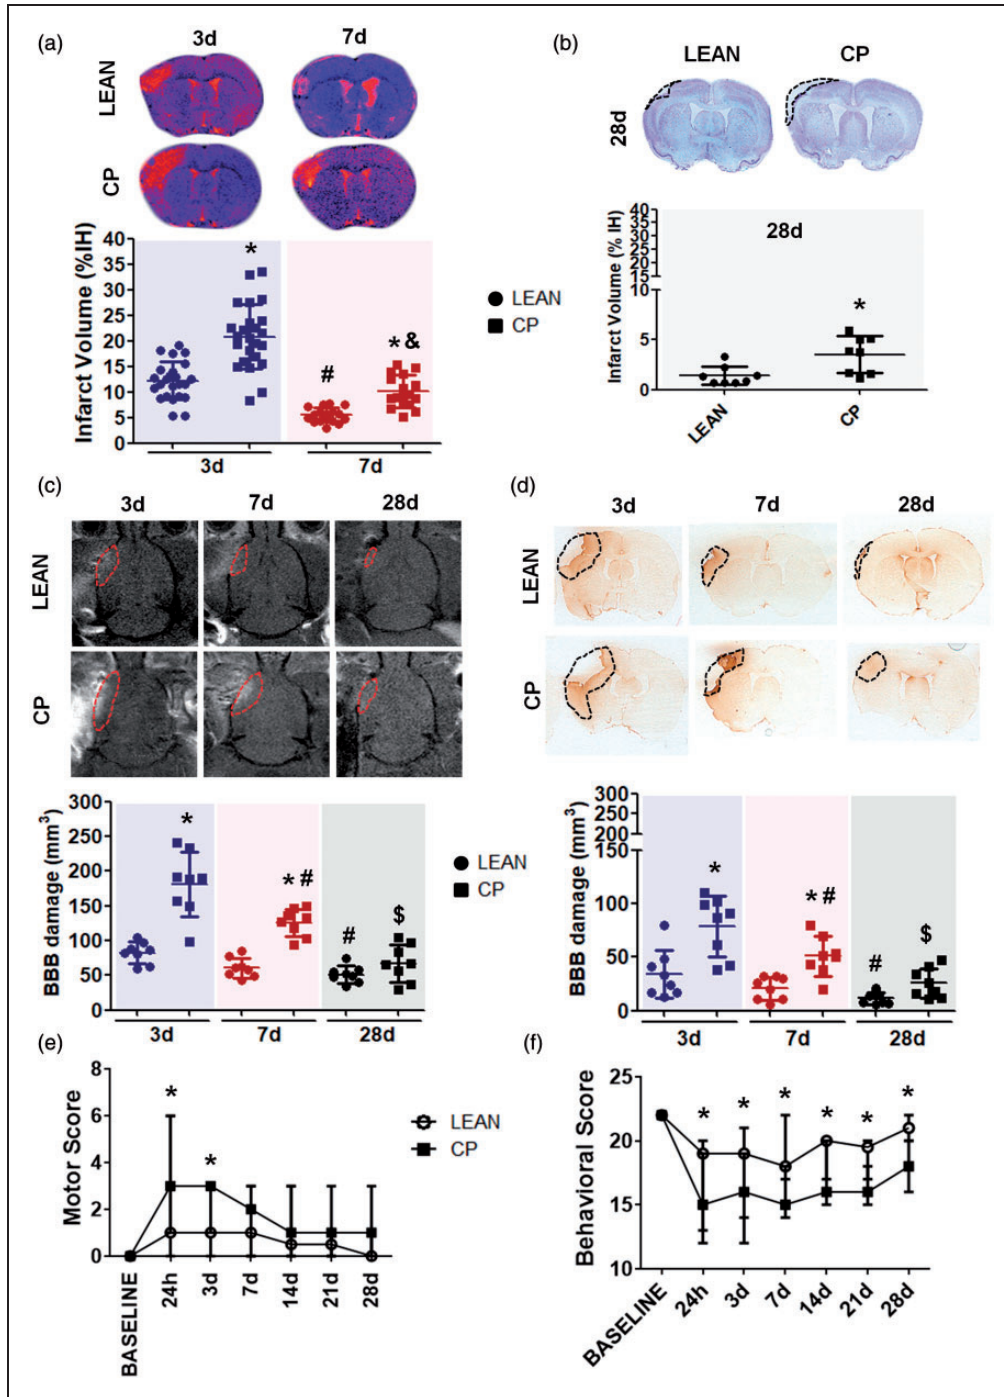 (a)
3d
7d
LEAN
CP
Infarct Volume (%IH)
40
35
30
25
20
15
10
5
0
*
#
*&
3d
7d
LEAN
CP
(b)
LEAN
CP
28d
28d
Infarct Volume (% IH)
40
35
30
25
20
15
10
5
0
*
LEAN
CP
(c)
3d
7d
28d
LEAN
CP
BBB damage (mm³)
300
250
200
150
100
50
0
*
* #
#
$
3d
7d
28d
LEAN
CP
(d)
3d
7d
28d
LEAN
CP
BBB damage (mm³)
300
250
200
150
100
50
0
*
* #
#
$
3d
7d
28d
(e)
Motor Score
8
6
4
2
0
*
*
BASELINE
24h
3d
7d
14d
21d
28d
LEAN
CP
(f)
Behavioral Score
25
20
15
10
* * * * * *
BASELINE
24h
3d
7d
14d
21d
28d